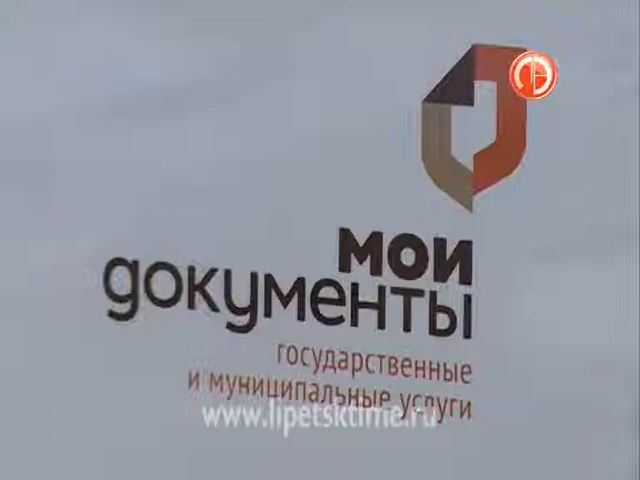 мои
документы
государственные
и муниципальные услуги
www.lipetsktime.ru